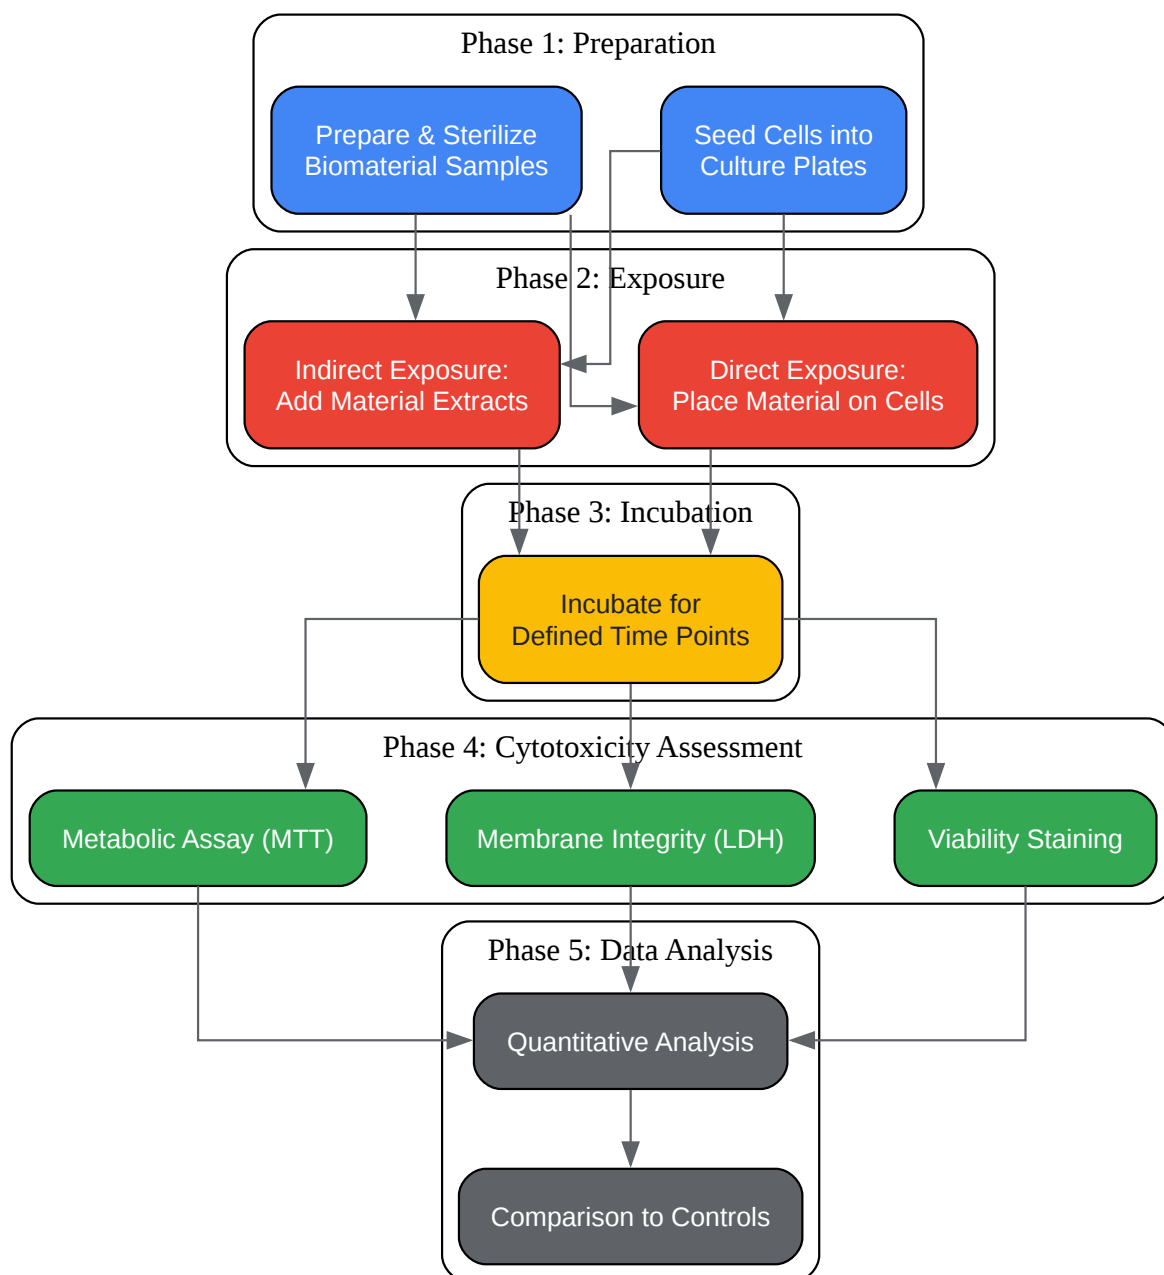 Phase 1: Preparation
Prepare & Sterilize
Biomaterial Samples
Seed Cells into
Culture Plates
Phase 2: Exposure
Indirect Exposure:
Add Material Extracts
Direct Exposure:
Place Material on Cells
Phase 3: Incubation
Incubate for
Defined Time Points
Phase 4: Cytotoxicity Assessment
Metabolic Assay (MTT)
Membrane Integrity (LDH)
Viability Staining
Phase 5: Data Analysis
Quantitative Analysis
Comparison to Controls